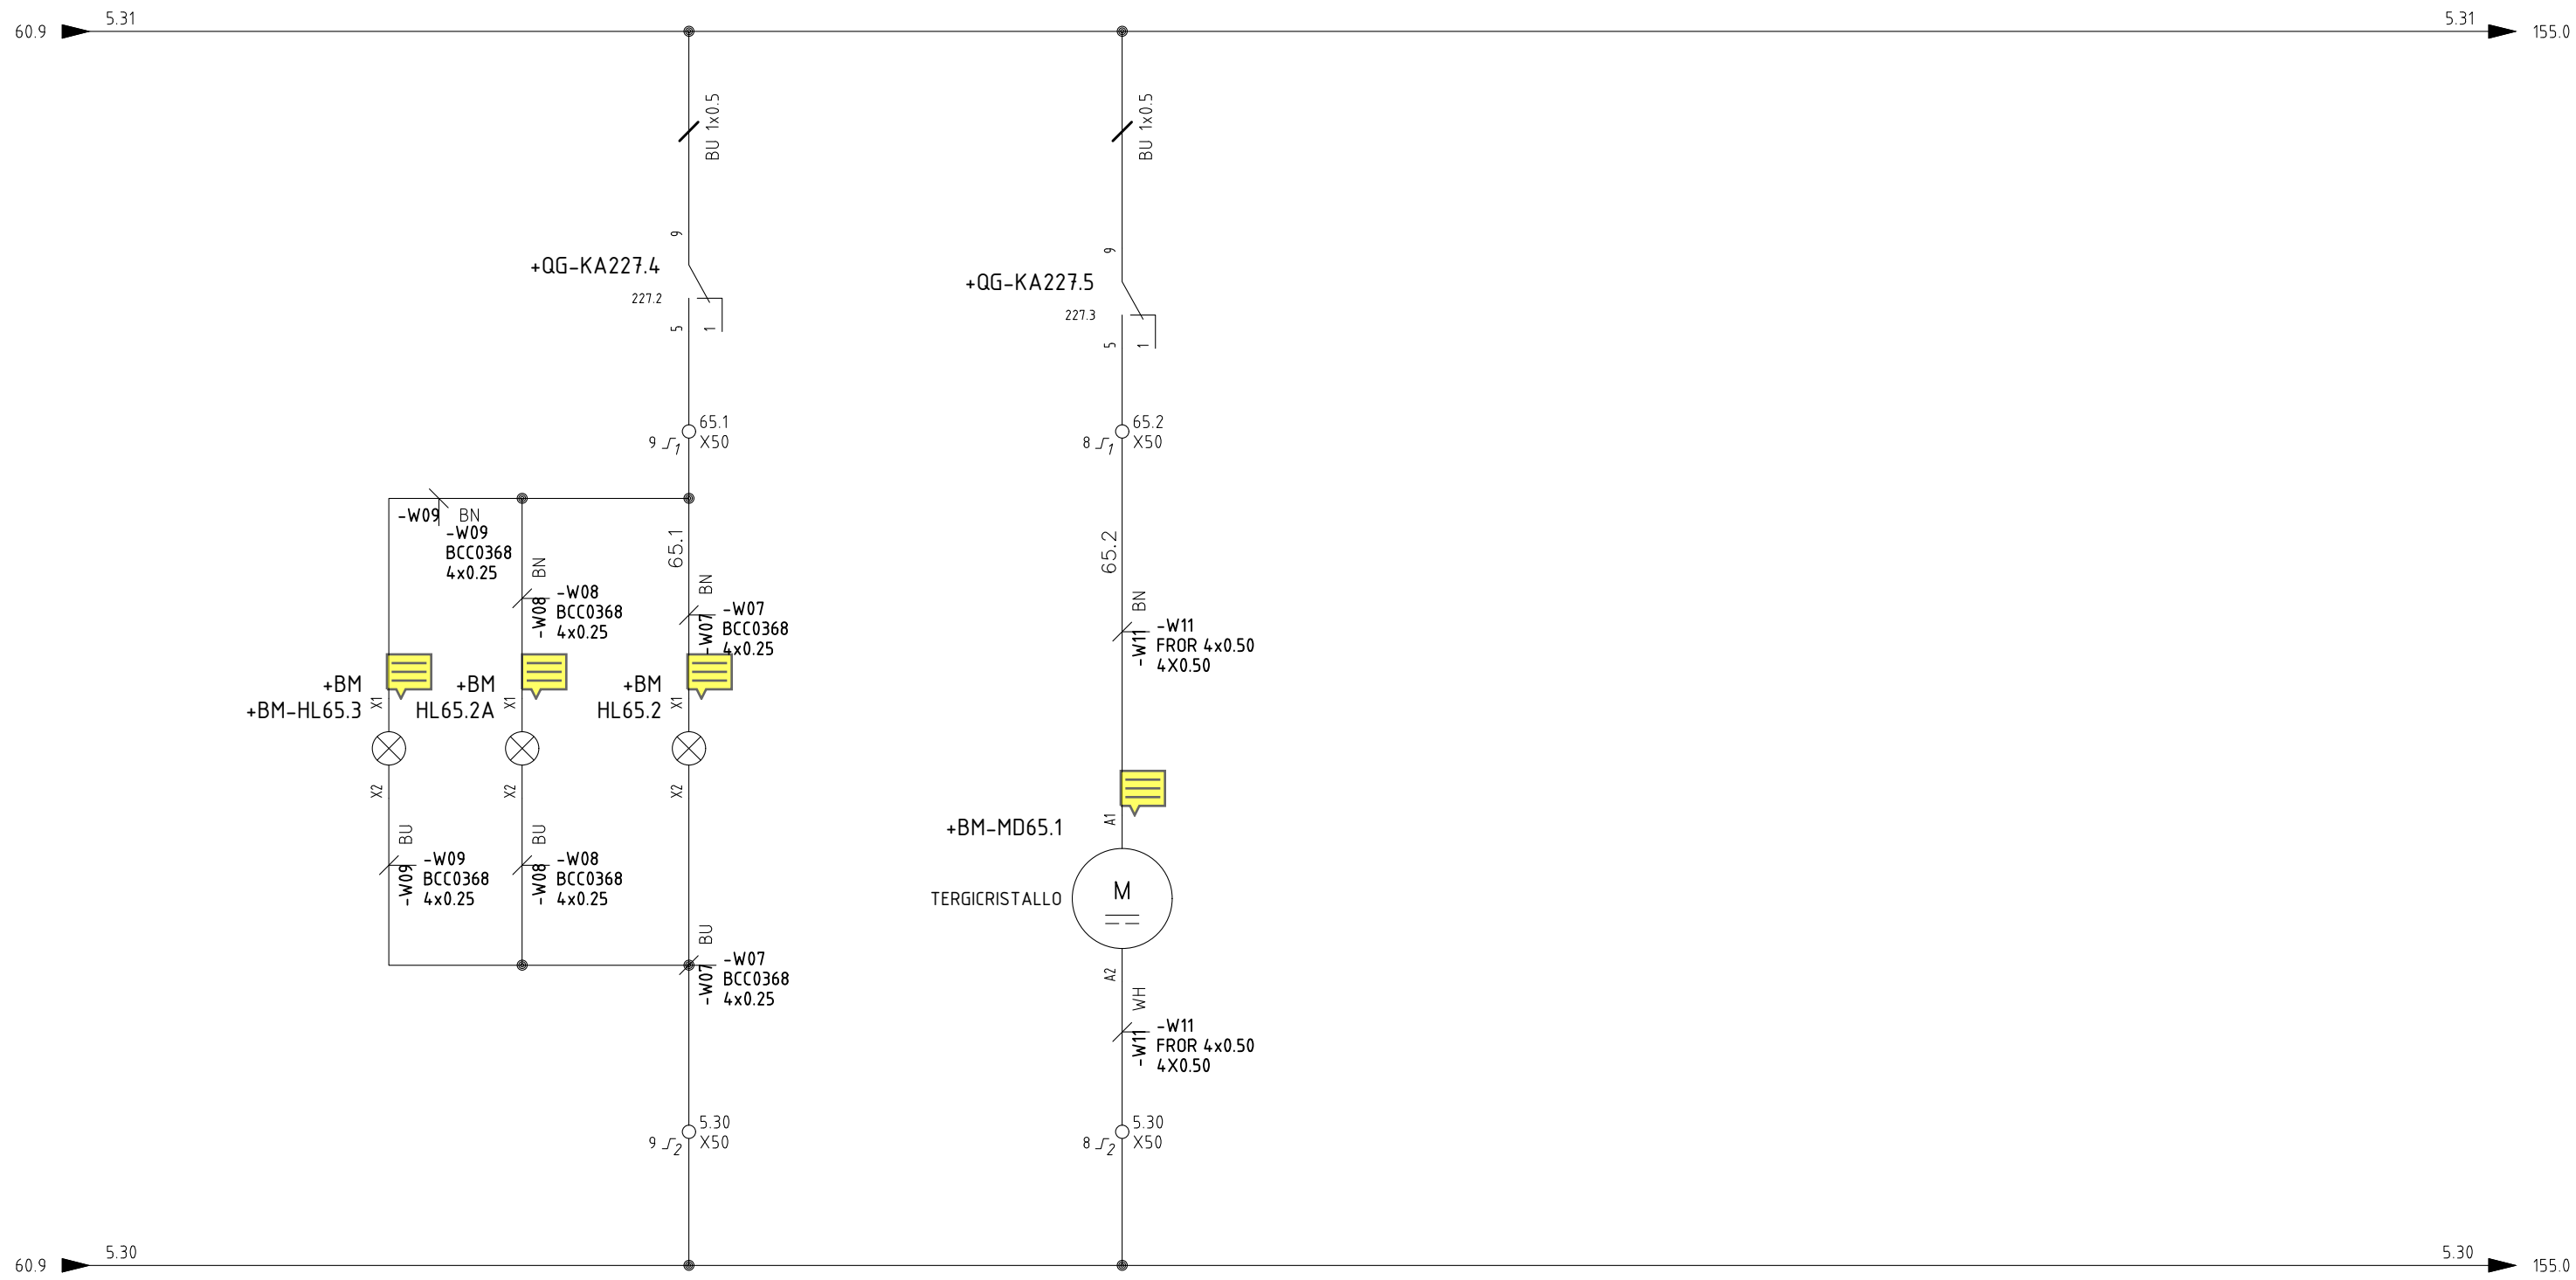 5.31
5.31
60.9
155.0
BU 1x0.5
BU 1x0.5
9
9
+QG-KA227.4
+QG-KA227.5
227.2
227.3
5
1
5
1
65.1
9
1
X50
65.2
8
1
X50
-W09
BN
-W09
BCC0368
4x0.25
65.1
65.2
BN
-W08
-W08
BCC0368
4x0.25
BN
-W07
-W07
BCC0368
4x0.25
BN
-W11
-W11
FROR 4x0.50
4X0.50
+BM
+BM-HL65.3
X1
+BM
HL65.2A
X1
+BM
HL65.2
X1
X2
X2
X2
A1
+BM-MD65.1
M
TERGICRISTALLO
BU
-W09
-W09
BCC0368
4x0.25
BU
-W08
-W08
BCC0368
4x0.25
BU
-W07
-W07
BCC0368
4x0.25
A2
WH
-W11
-W11
FROR 4x0.50
4X0.50
5.30
9
2
X50
5.30
8
2
X50
5.30
5.30
60.9
155.0